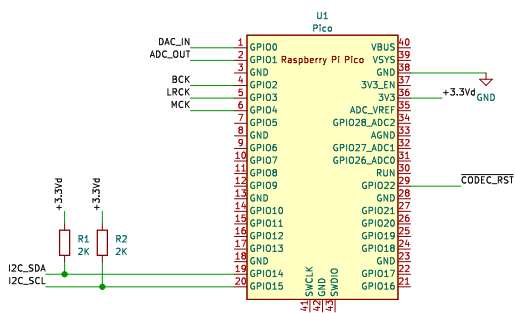 U1
Pico
Raspberry Pi Pico
DAC_IN 1 GPIO0
ADC_OUT 2 GPIO1
3 GND
BCK 4 GPIO2
LRCK 5 GPIO3
MCK 6 GPIO4
7 GPIO5
8 GND
9 GPIO6
10 GPIO7
11 GPIO8
12 GPIO9
13 GND
14 GPIO10
15 GPIO11
16 GPIO12
17 GPIO13
18 GND
I2C_SDA 19 GPIO14
I2C_SCL 20 GPIO15
VBUS 40
VSYS 39
GND 38
GND
3V3_EN 37
3V3 36 +3.3Vd
ADC_VREF 35
GPIO28_ADC2 34
AGND 33
GPIO27_ADC1 32
GPIO26_ADC0 31
RUN 30
GPIO22 29 CODEC_RST
GND 28
GPIO21 27
GPIO20 26
GPIO19 25
GPIO18 24
GND 23
GPIO17 22
GPIO16 21
SWCLK 41
GND 42
SWDIO 43
+3.3Vd
+3.3Vd
R1
2K
R2
2K